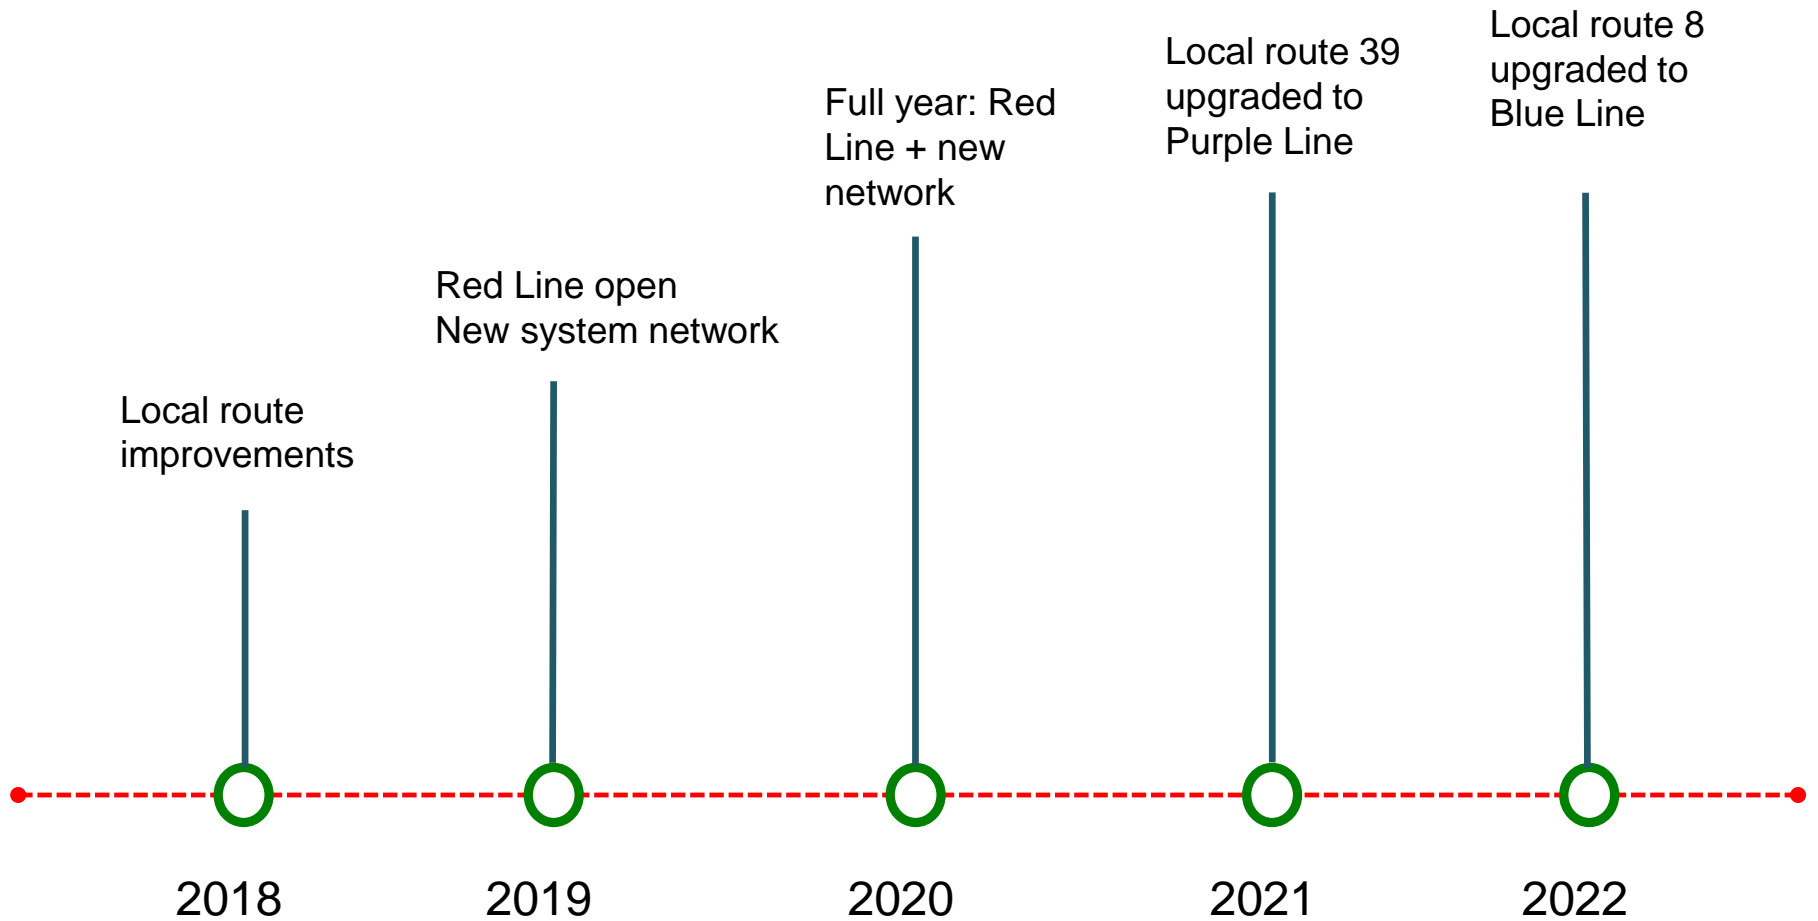 Local route
improvements
Red Line open
New system network
Full year: Red
Line + new
network
Local route 39
upgraded to
Purple Line
Local route 8
upgraded to
Blue Line
2018
2019
2020
2021
2022